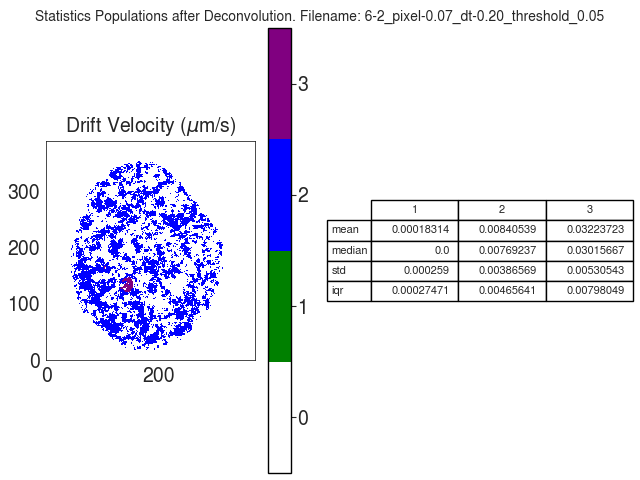 Statistics Populations after Deconvolution. Filename: 6-2_pixel-0.07_dt-0.20_threshold_0.05
Drift Velocity (μm/s)
300
200
100
0
0 200
3
2
1
0
1 2 3
mean 0.00018314 0.00840539 0.03223723
median 0.0 0.00769237 0.03015667
std 0.000259 0.00386569 0.00530543
iqr 0.00027471 0.00465641 0.00798049